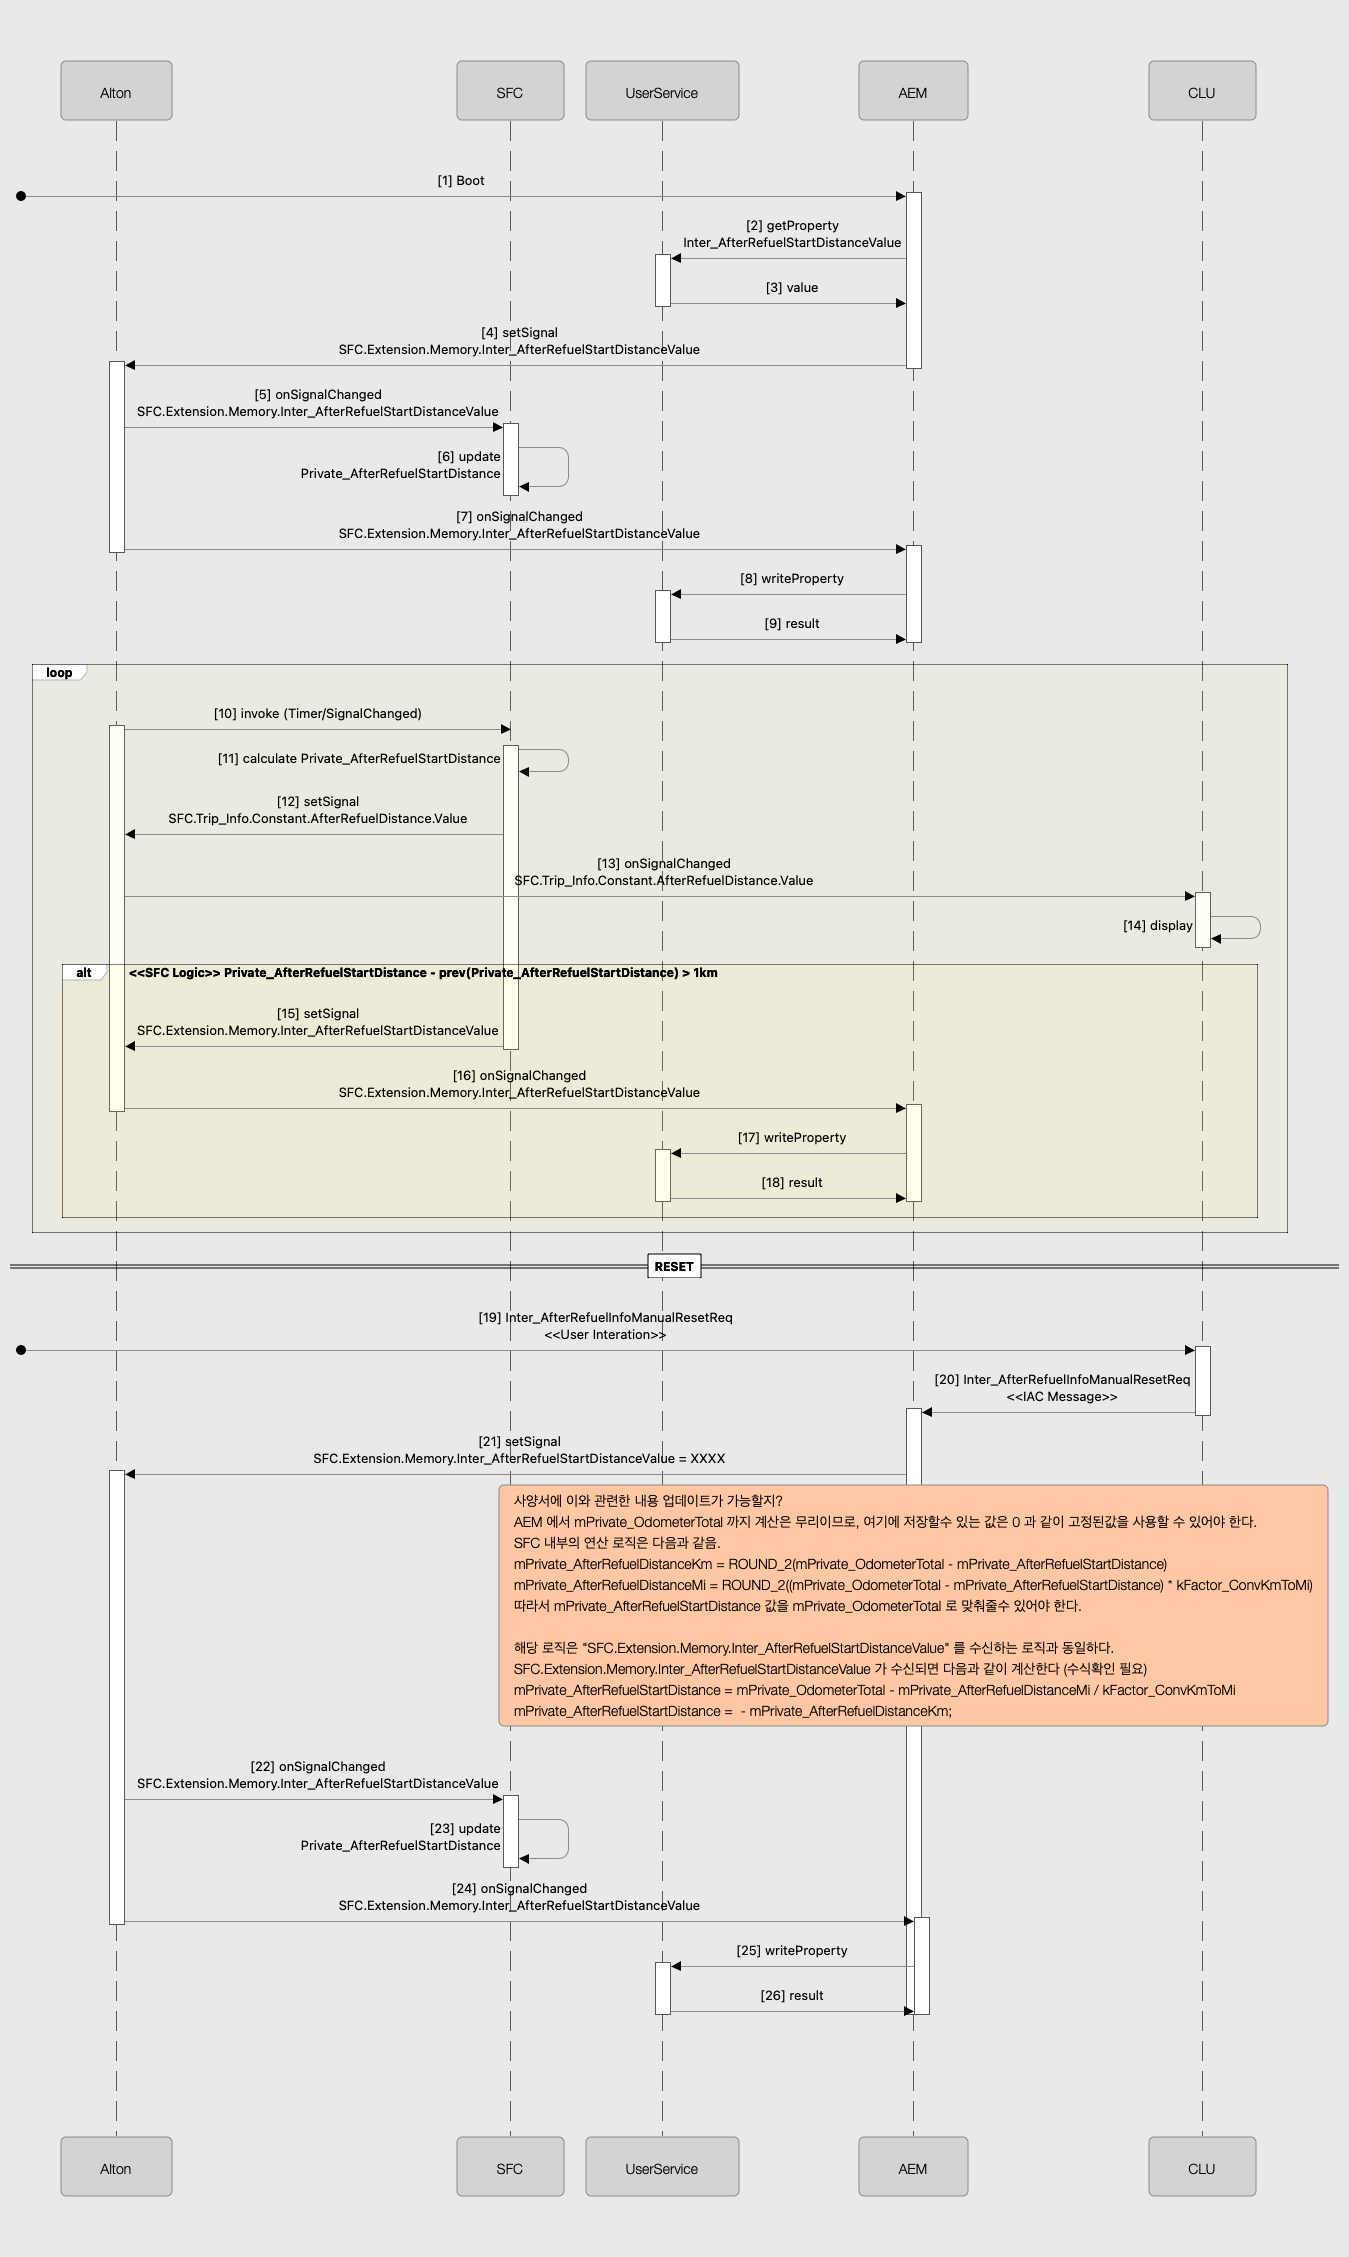 Alton
SFC
UserService
AEM
CLU
[1] Boot
[2] getProperty
Inter_AfterRefuelStartDistanceValue
[3] value
[4] setSignal
SFC.Extension.Memory.Inter_AfterRefuelStartDistanceValue
[5] onSignalChanged
SFC.Extension.Memory.Inter_AfterRefuelStartDistanceValue
[6] update
Private_AfterRefuelStartDistance
[7] onSignalChanged
SFC.Extension.Memory.Inter_AfterRefuelStartDistanceValue
[8] writeProperty
[9] result
loop
[10] invoke (Timer/SignalChanged)
[11] calculate Private_AfterRefuelStartDistance
[12] setSignal
SFC.Trip_Info.Constant.AfterRefuelDistance.Value
[13] onSignalChanged
SFC.Trip_Info.Constant.AfterRefuelDistance.Value
[14] display
alt <<SFC Logic>> Private_AfterRefuelStartDistance - prev(Private_AfterRefuelStartDistance) > 1km
[15] setSignal
SFC.Extension.Memory.Inter_AfterRefuelStartDistanceValue
[16] onSignalChanged
SFC.Extension.Memory.Inter_AfterRefuelStartDistanceValue
[17] writeProperty
[18] result
RESET
[19] Inter_AfterRefuelInfoManualResetReq
<<User Interation>>
[20] Inter_AfterRefuelInfoManualResetReq
<<IAC Message>>
[21] setSignal
SFC.Extension.Memory.Inter_AfterRefuelStartDistanceValue = XXXX
사양서에 이와 관련한 내용 업데이트가 가능할지?
AEM 에서 mPrivate_OdometerTotal 까지 계산은 무리이므로, 여기에 저장할수 있는 값은 0 과 같이 고정된값을 사용할 수 있어야 한다.
SFC 내부의 연산 로직은 다음과 같음.
mPrivate_AfterRefuelDistanceKm = ROUND_2(mPrivate_OdometerTotal - mPrivate_AfterRefuelStartDistance)
mPrivate_AfterRefuelDistanceMi = ROUND_2((mPrivate_OdometerTotal - mPrivate_AfterRefuelStartDistance) * kFactor_ConvKmToMi)
따라서 mPrivate_AfterRefuelStartDistance 값을 mPrivate_OdometerTotal 로 맞춰줄수 있어야 한다.
해당 로직은 "SFC.Extension.Memory.Inter_AfterRefuelStartDistanceValue" 를 수신하는 로직과 동일하다.
SFC.Extension.Memory.Inter_AfterRefuelStartDistanceValue 가 수신되면 다음과 같이 계산한다 (수식확인 필요)
mPrivate_AfterRefuelStartDistance = mPrivate_OdometerTotal - mPrivate_AfterRefuelDistanceMi / kFactor_ConvKmToMi
mPrivate_AfterRefuelStartDistance =  - mPrivate_AfterRefuelDistanceKm;
[22] onSignalChanged
SFC.Extension.Memory.Inter_AfterRefuelStartDistanceValue
[23] update
Private_AfterRefuelStartDistance
[24] onSignalChanged
SFC.Extension.Memory.Inter_AfterRefuelStartDistanceValue
[25] writeProperty
[26] result
Alton
SFC
UserService
AEM
CLU